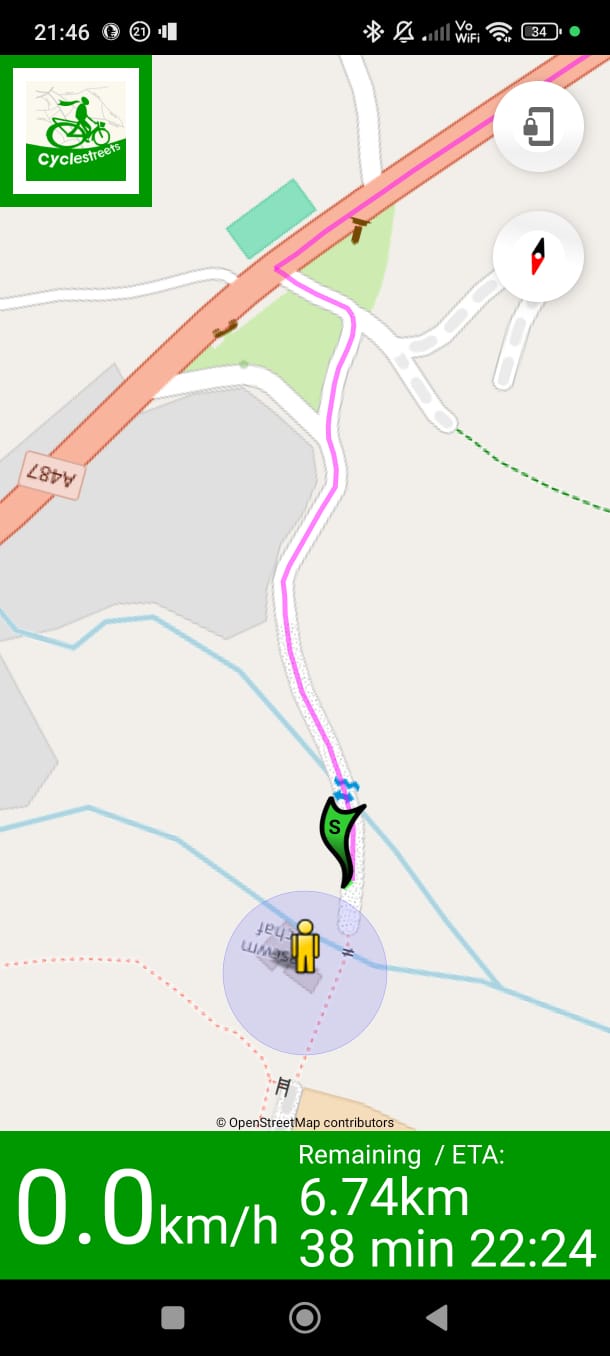 21:46
21
Vo
WiFi
34
Cyclestreets
A487
S
© OpenStreetMap contributors
0.0km/h
Remaining / ETA:
6.74km
38 min 22:24